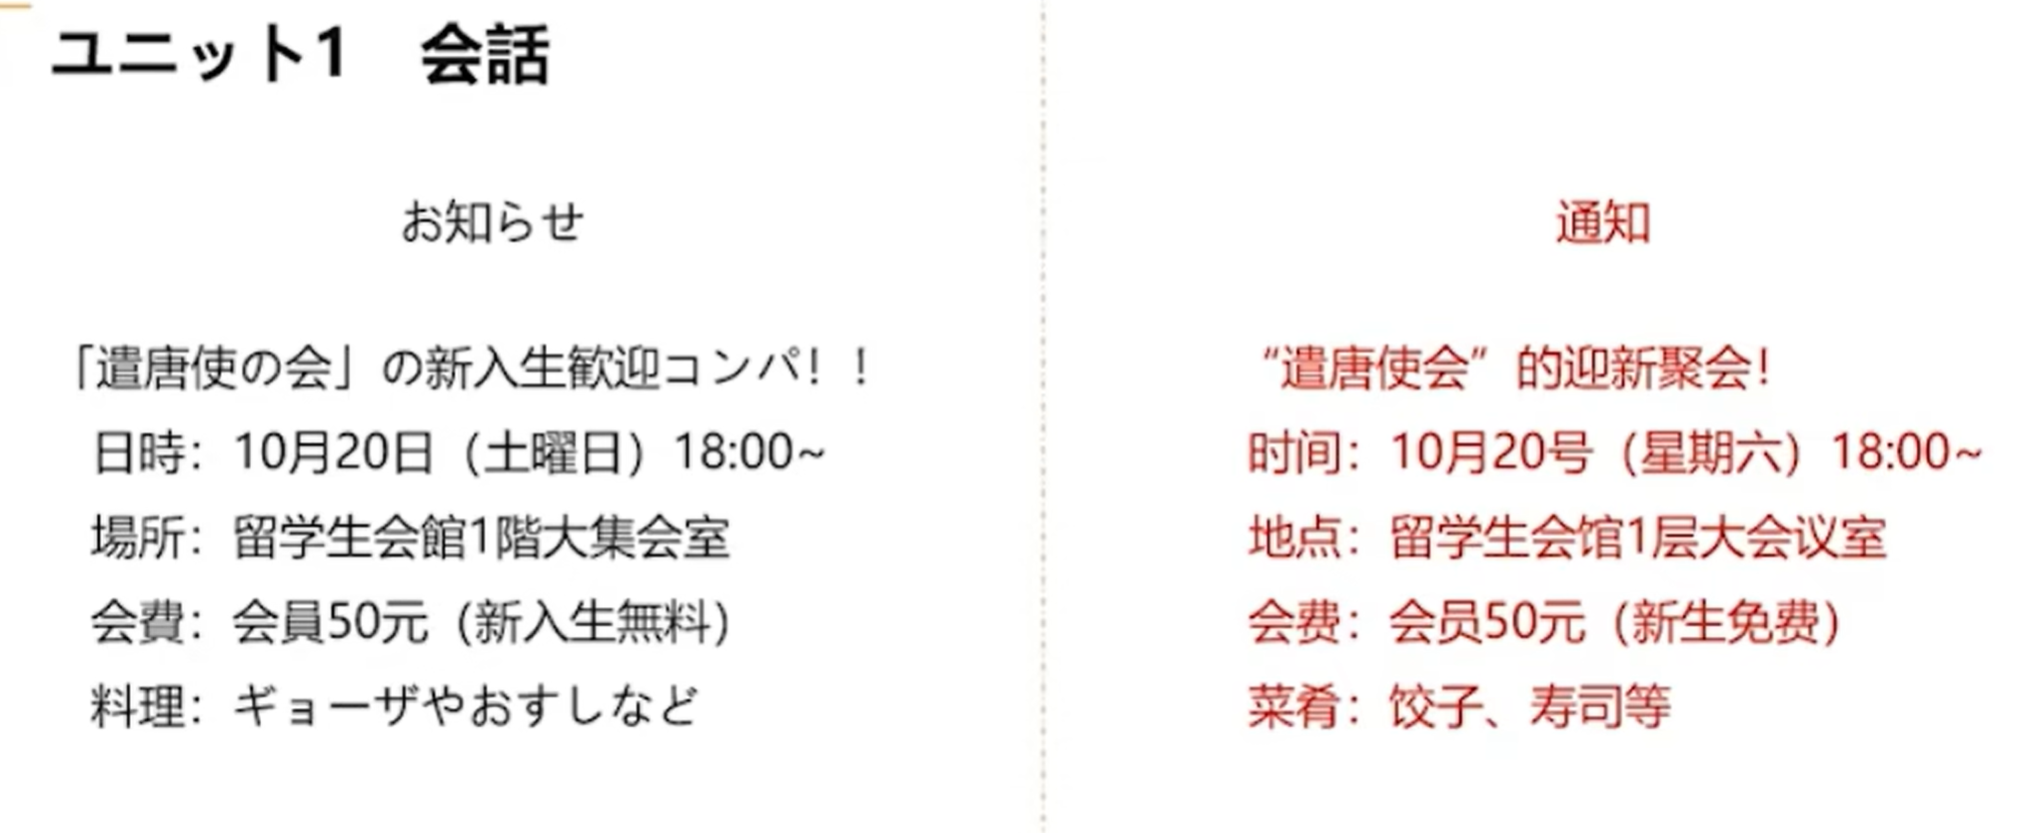 ユニット1　会話
お知らせ
「遣唐使の会」の新入生歓迎コンパ！！
日時：10月20日（土曜日）18:00~
場所：留学生会館1階大集会室
会費：会員50元（新入生無料）
料理：ギョーザやおすしなど
通知
“遣唐使会”的迎新聚会！
时间：10月20号（星期六）18:00~
地点：留学生会馆1层大会议室
会费：会员50元（新生免费）
菜肴：饺子、寿司等